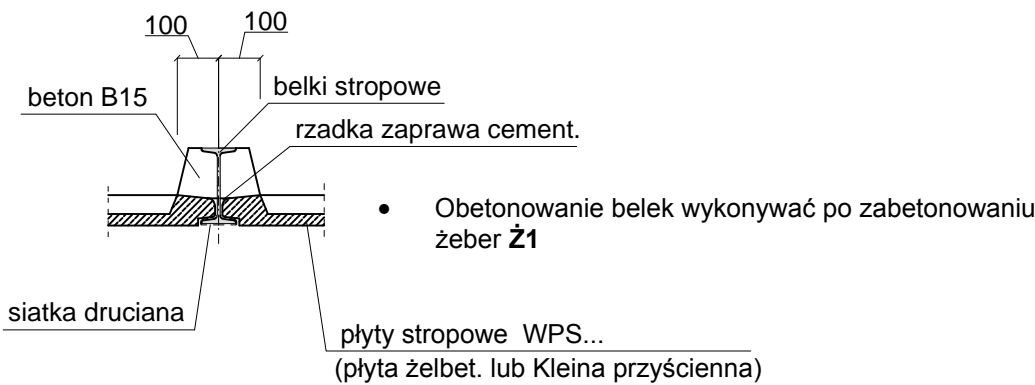 100
100
belki stropowe
beton B15
rzadka zaprawa cement.
• Obetonowanie belek wykonywać po zabetonowaniu
żeber Ż1
siatka druciana
płyty stropowe WPS...
(płyta żelbet. lub Kleina przyścienna)